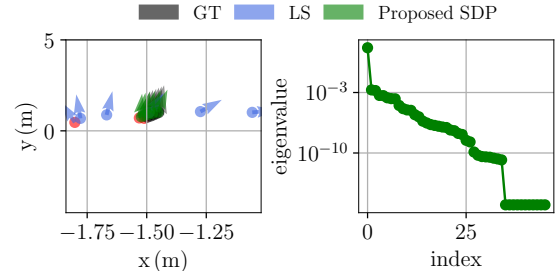 GT LS Proposed SDP
5
0
y (m)
−1.75 −1.50 −1.25
x (m)
10⁻³
10⁻¹⁰
eigenvalue
0 25
index